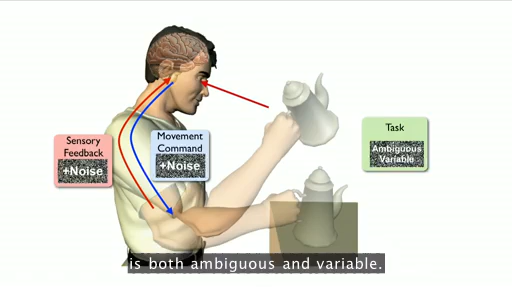 Sensory
Feedback
+Noise
Movement
Command
+Noise
Task
Ambiguous
Variable
is both ambiguous and variable.